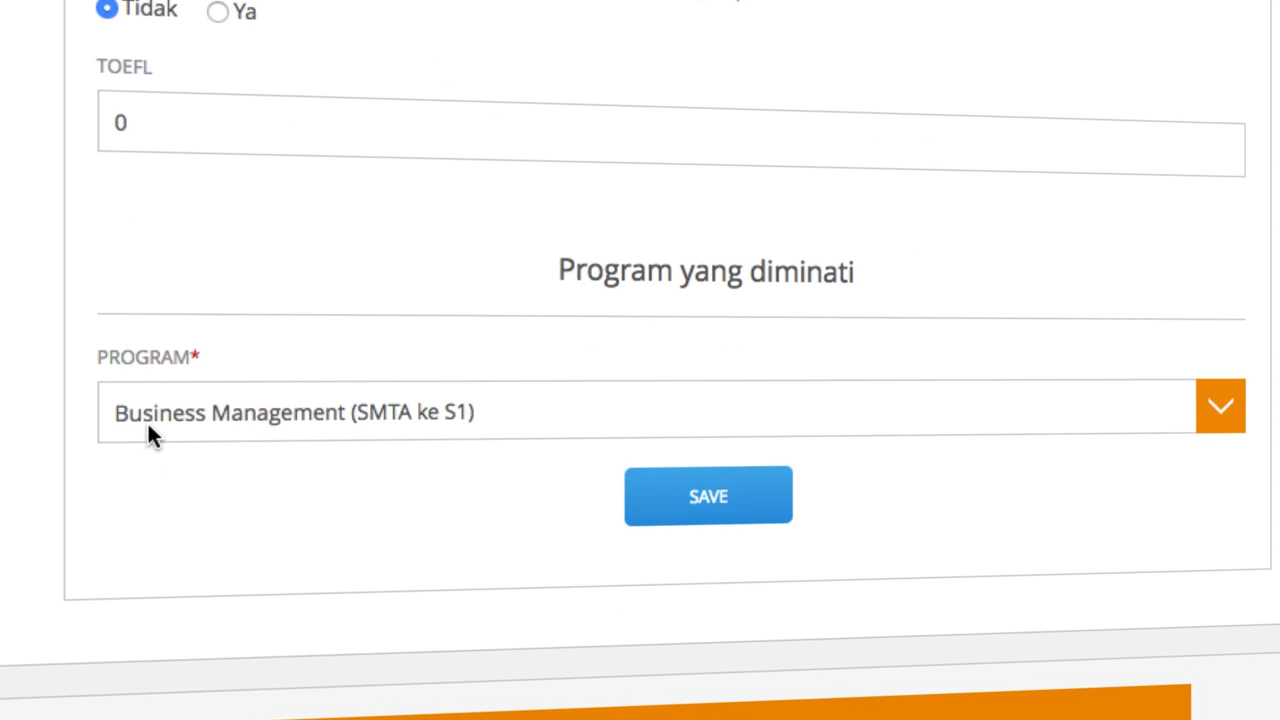 Tidak Ya
TOEFL
0
Program yang diminati
PROGRAM*
Business Management (SMTA ke S1)
SAVE